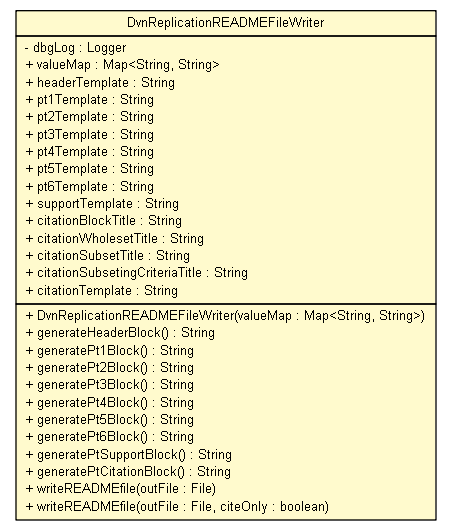 DvnReplicationREADMEFileWriter
- dbgLog : Logger
+ valueMap : Map<String, String>
+ headerTemplate : String
+ pt1Template : String
+ pt2Template : String
+ pt3Template : String
+ pt4Template : String
+ pt5Template : String
+ pt6Template : String
+ supportTemplate : String
+ citationBlockTitle : String
+ citationWholesetTitle : String
+ citationSubsetTitle : String
+ citationSubsetingCriteriaTitle : String
+ citationTemplate : String
+ DvnReplicationREADMEFileWriter(valueMap : Map<String, String>)
+ generateHeaderBlock() : String
+ generatePt1Block() : String
+ generatePt2Block() : String
+ generatePt3Block() : String
+ generatePt4Block() : String
+ generatePt5Block() : String
+ generatePt6Block() : String
+ generatePtSupportBlock() : String
+ generatePtCitationBlock() : String
+ writeREADMEfile(outFile : File)
+ writeREADMEfile(outFile : File, citeOnly : boolean)